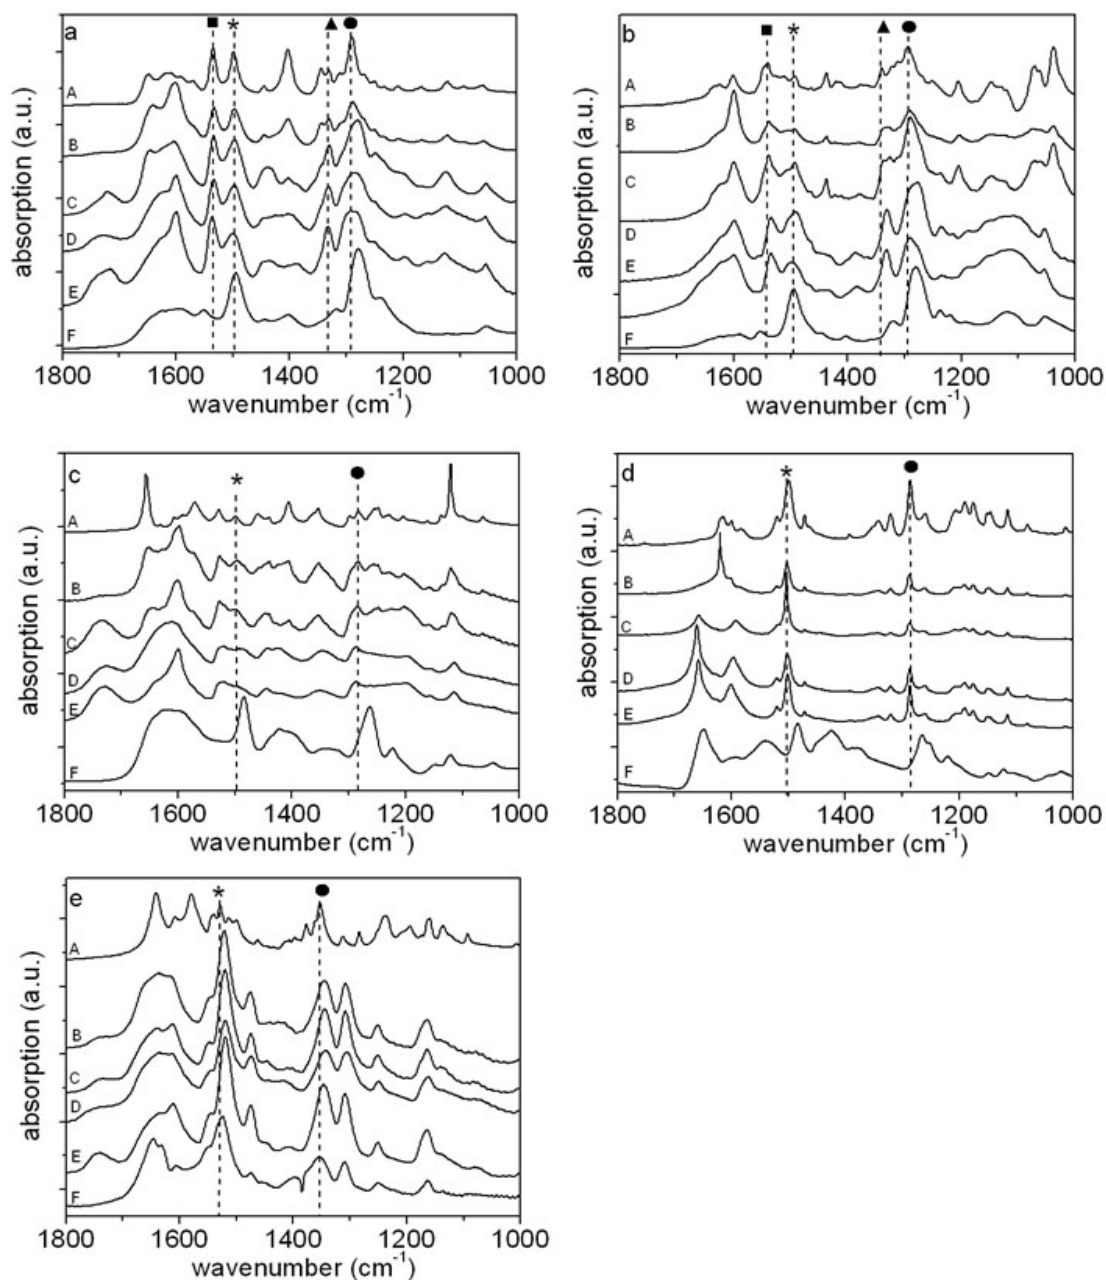 a
■ * ▲ ●
A
B
C
D
E
F
absorption (a.u.)
1800 1600 1400 1200 1000
wavenumber (cm⁻¹)
b
■ * ▲ ●
A
B
C
D
E
F
absorption (a.u.)
1600 1400 1200 1000
wavenumber (cm⁻¹)
c
* ●
A
B
C
D
E
F
absorption (a.u.)
1800 1600 1400 1200 1000
wavenumber (cm⁻¹)
d
* ●
A
B
C
D
E
F
absorption (a.u.)
1800 1600 1400 1200 1000
wavenumber (cm⁻¹)
e
* ●
A
B
C
D
E
F
absorption (a.u.)
1800 1600 1400 1200 1000
wavenumber (cm⁻¹)